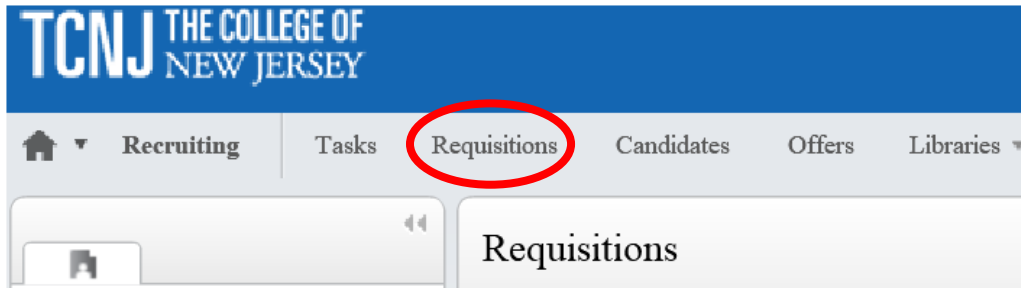 TCNJ THE COLLEGE OF
NEW JERSEY
Recruiting Tasks Requisitions Candidates Offers Libraries
Requisitions